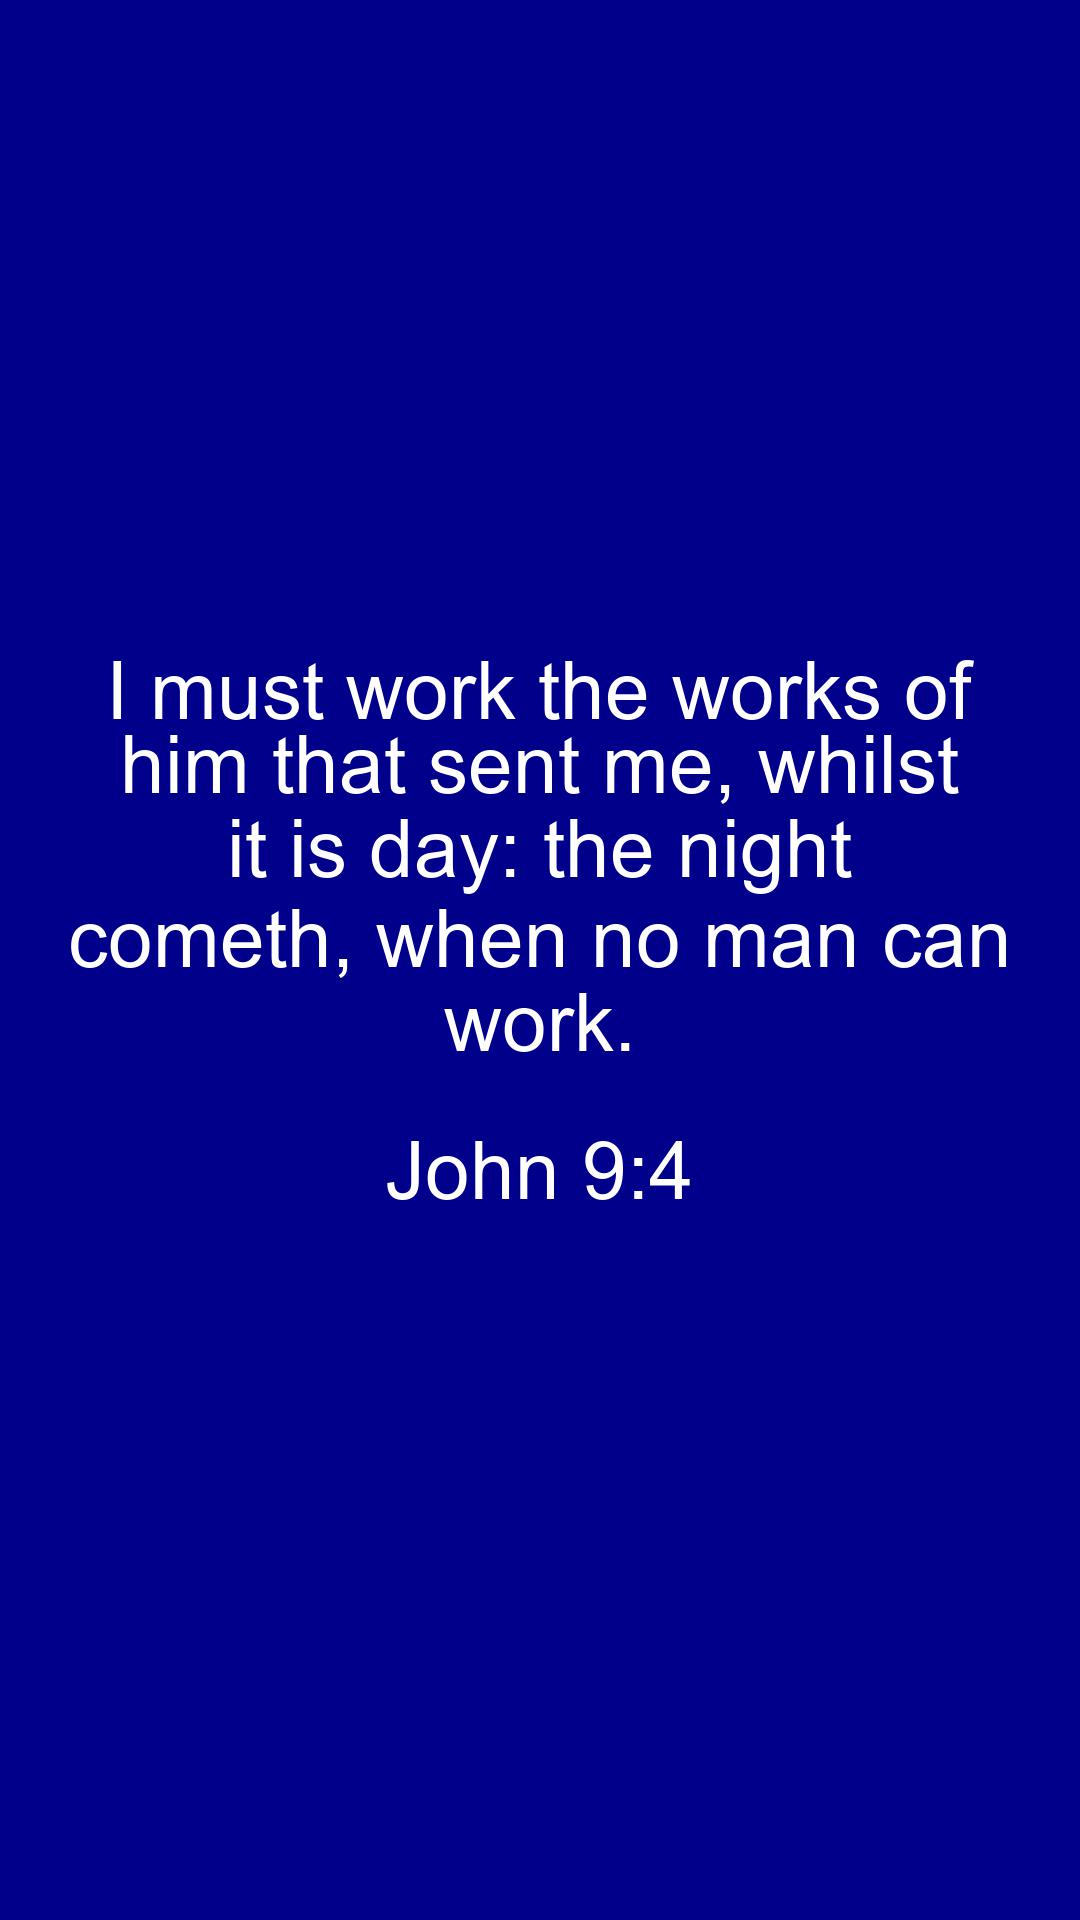 I must work the works of
him that sent me, whilst
it is day: the night
cometh, when no man can
work.
John 9:4